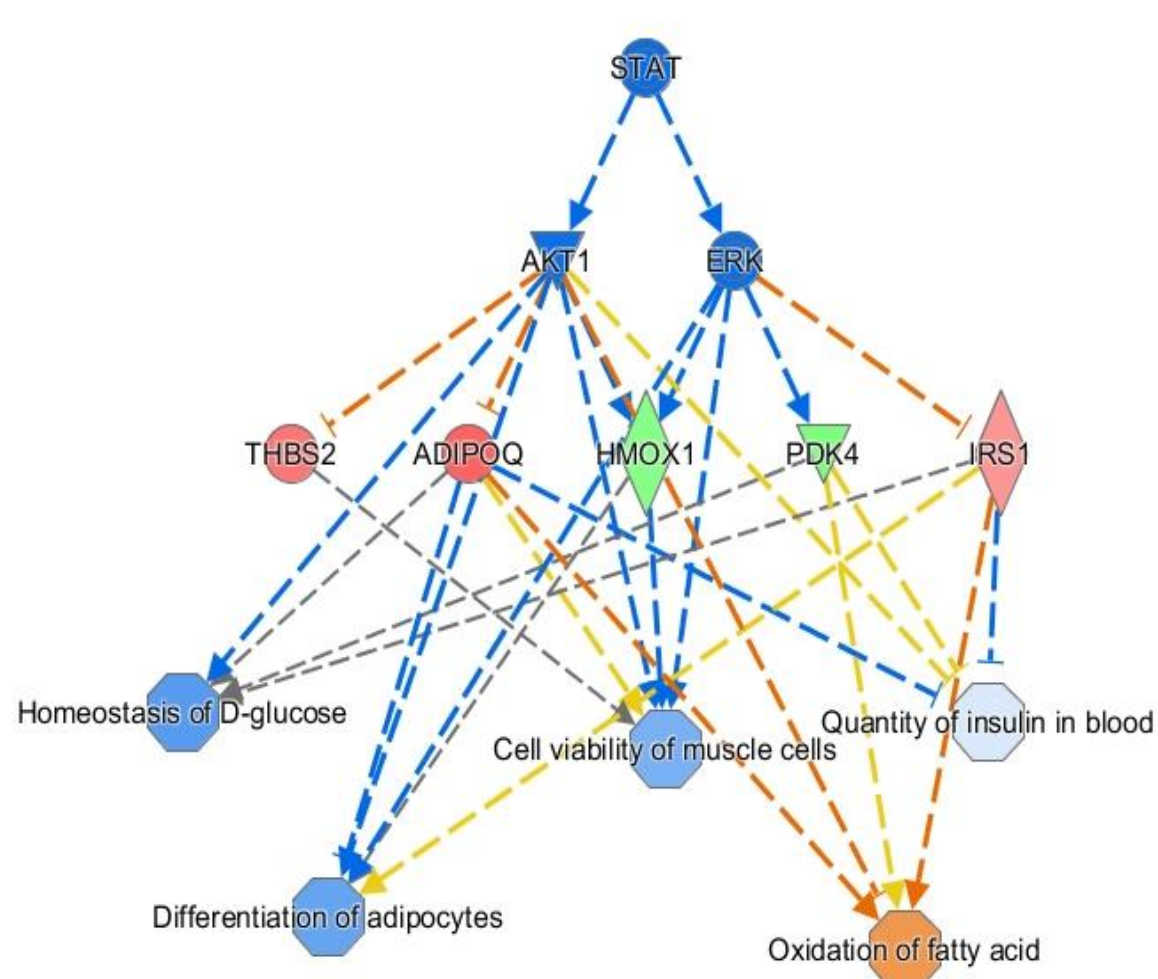 STAT
AKT1
ERK
THBS2
ADIPOQ
HMOX1
PDK4
IRS1
Homeostasis of D-glucose
Cell viability of muscle cells
Quantity of insulin in blood
Differentiation of adipocytes
Oxidation of fatty acid